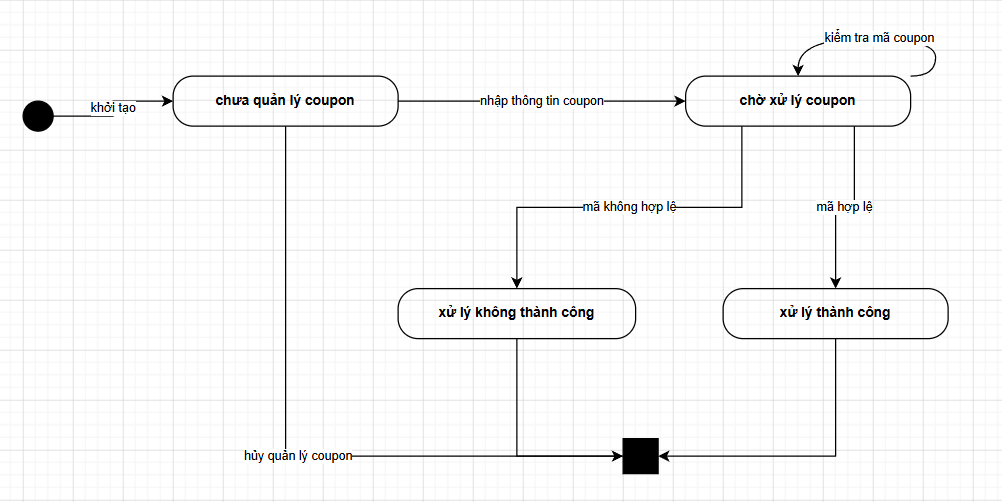 kiểm tra mã coupon
khởi tạo
chưa quản lý coupon
nhập thông tin coupon
chờ xử lý coupon
mã không hợp lệ
mã hợp lệ
xử lý không thành công
xử lý thành công
hủy quản lý coupon